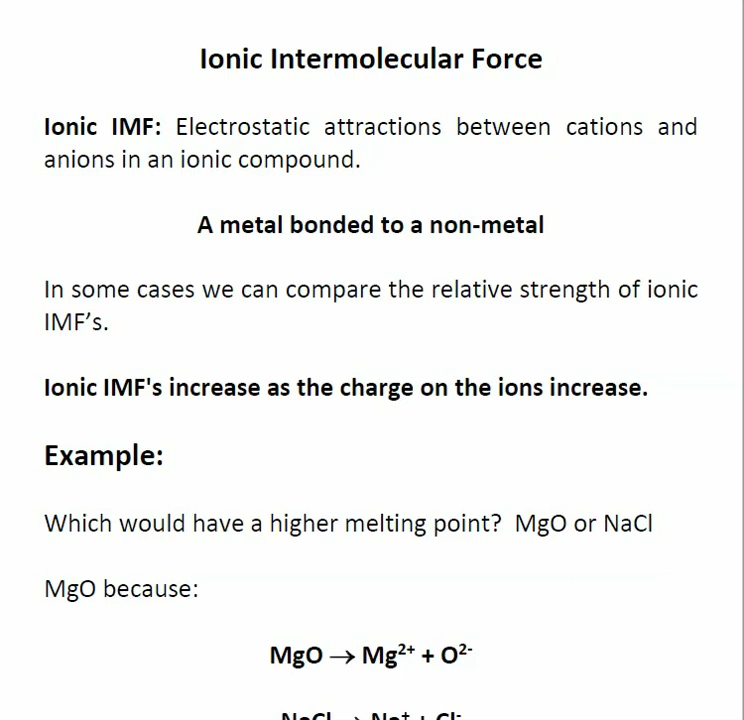 Ionic Intermolecular Force
Ionic IMF: Electrostatic attractions between cations and
anions in an ionic compound.
A metal bonded to a non-metal
In some cases we can compare the relative strength of ionic
IMF’s.
Ionic IMF's increase as the charge on the ions increase.
Example:
Which would have a higher melting point?  MgO or NaCl
MgO because:
MgO → Mg²⁺ + O²⁻
NaCl → Na⁺ + Cl⁻